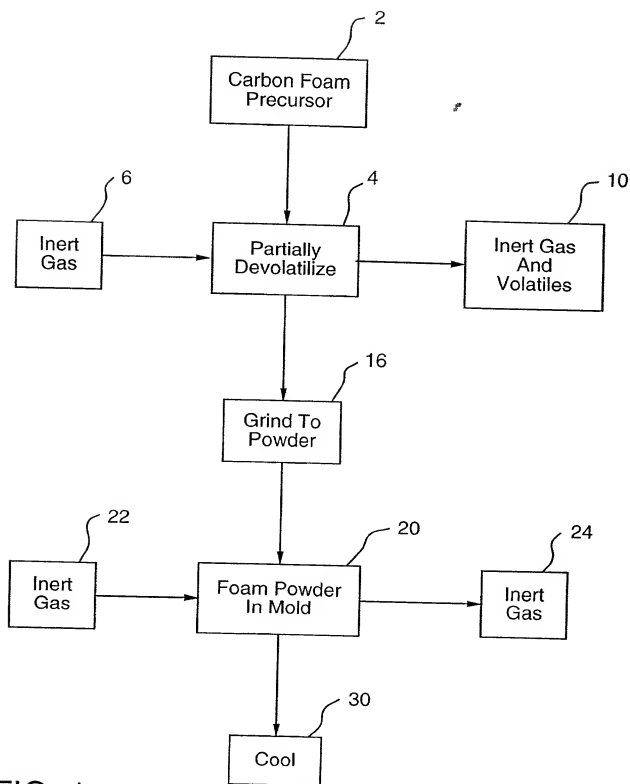 2
Carbon Foam
Precursor
6
4
10
Inert
Gas
Partially
Devolatilize
Inert Gas
And
Volatiles
16
Grind To
Powder
22
20
24
Inert
Gas
Foam Powder
In Mold
Inert
Gas
30
Cool